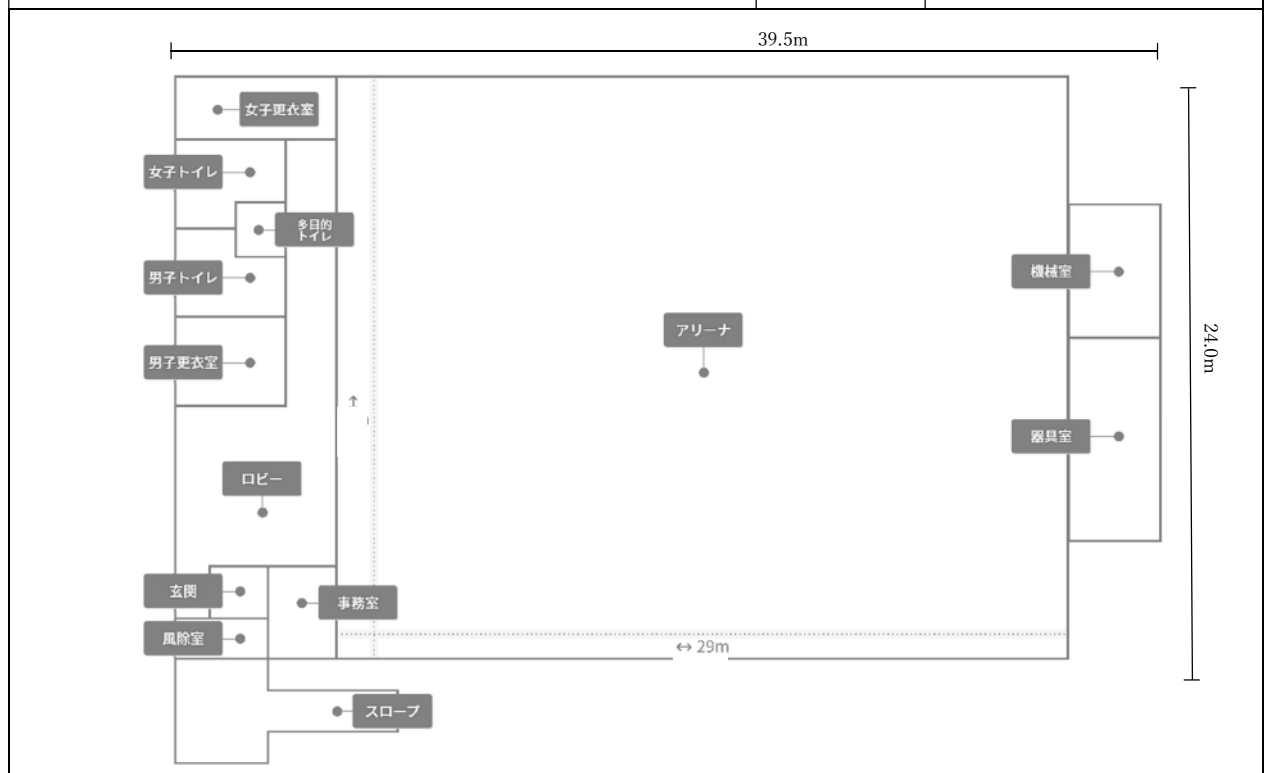 39.5m
女子更衣室
女子トイレ
多目的
トイレ
男子トイレ
機械室
アリーナ
24.0m
男子更衣室
↑
器具室
ロビー
玄関
事務室
風除室
↔ 29m
スロープ